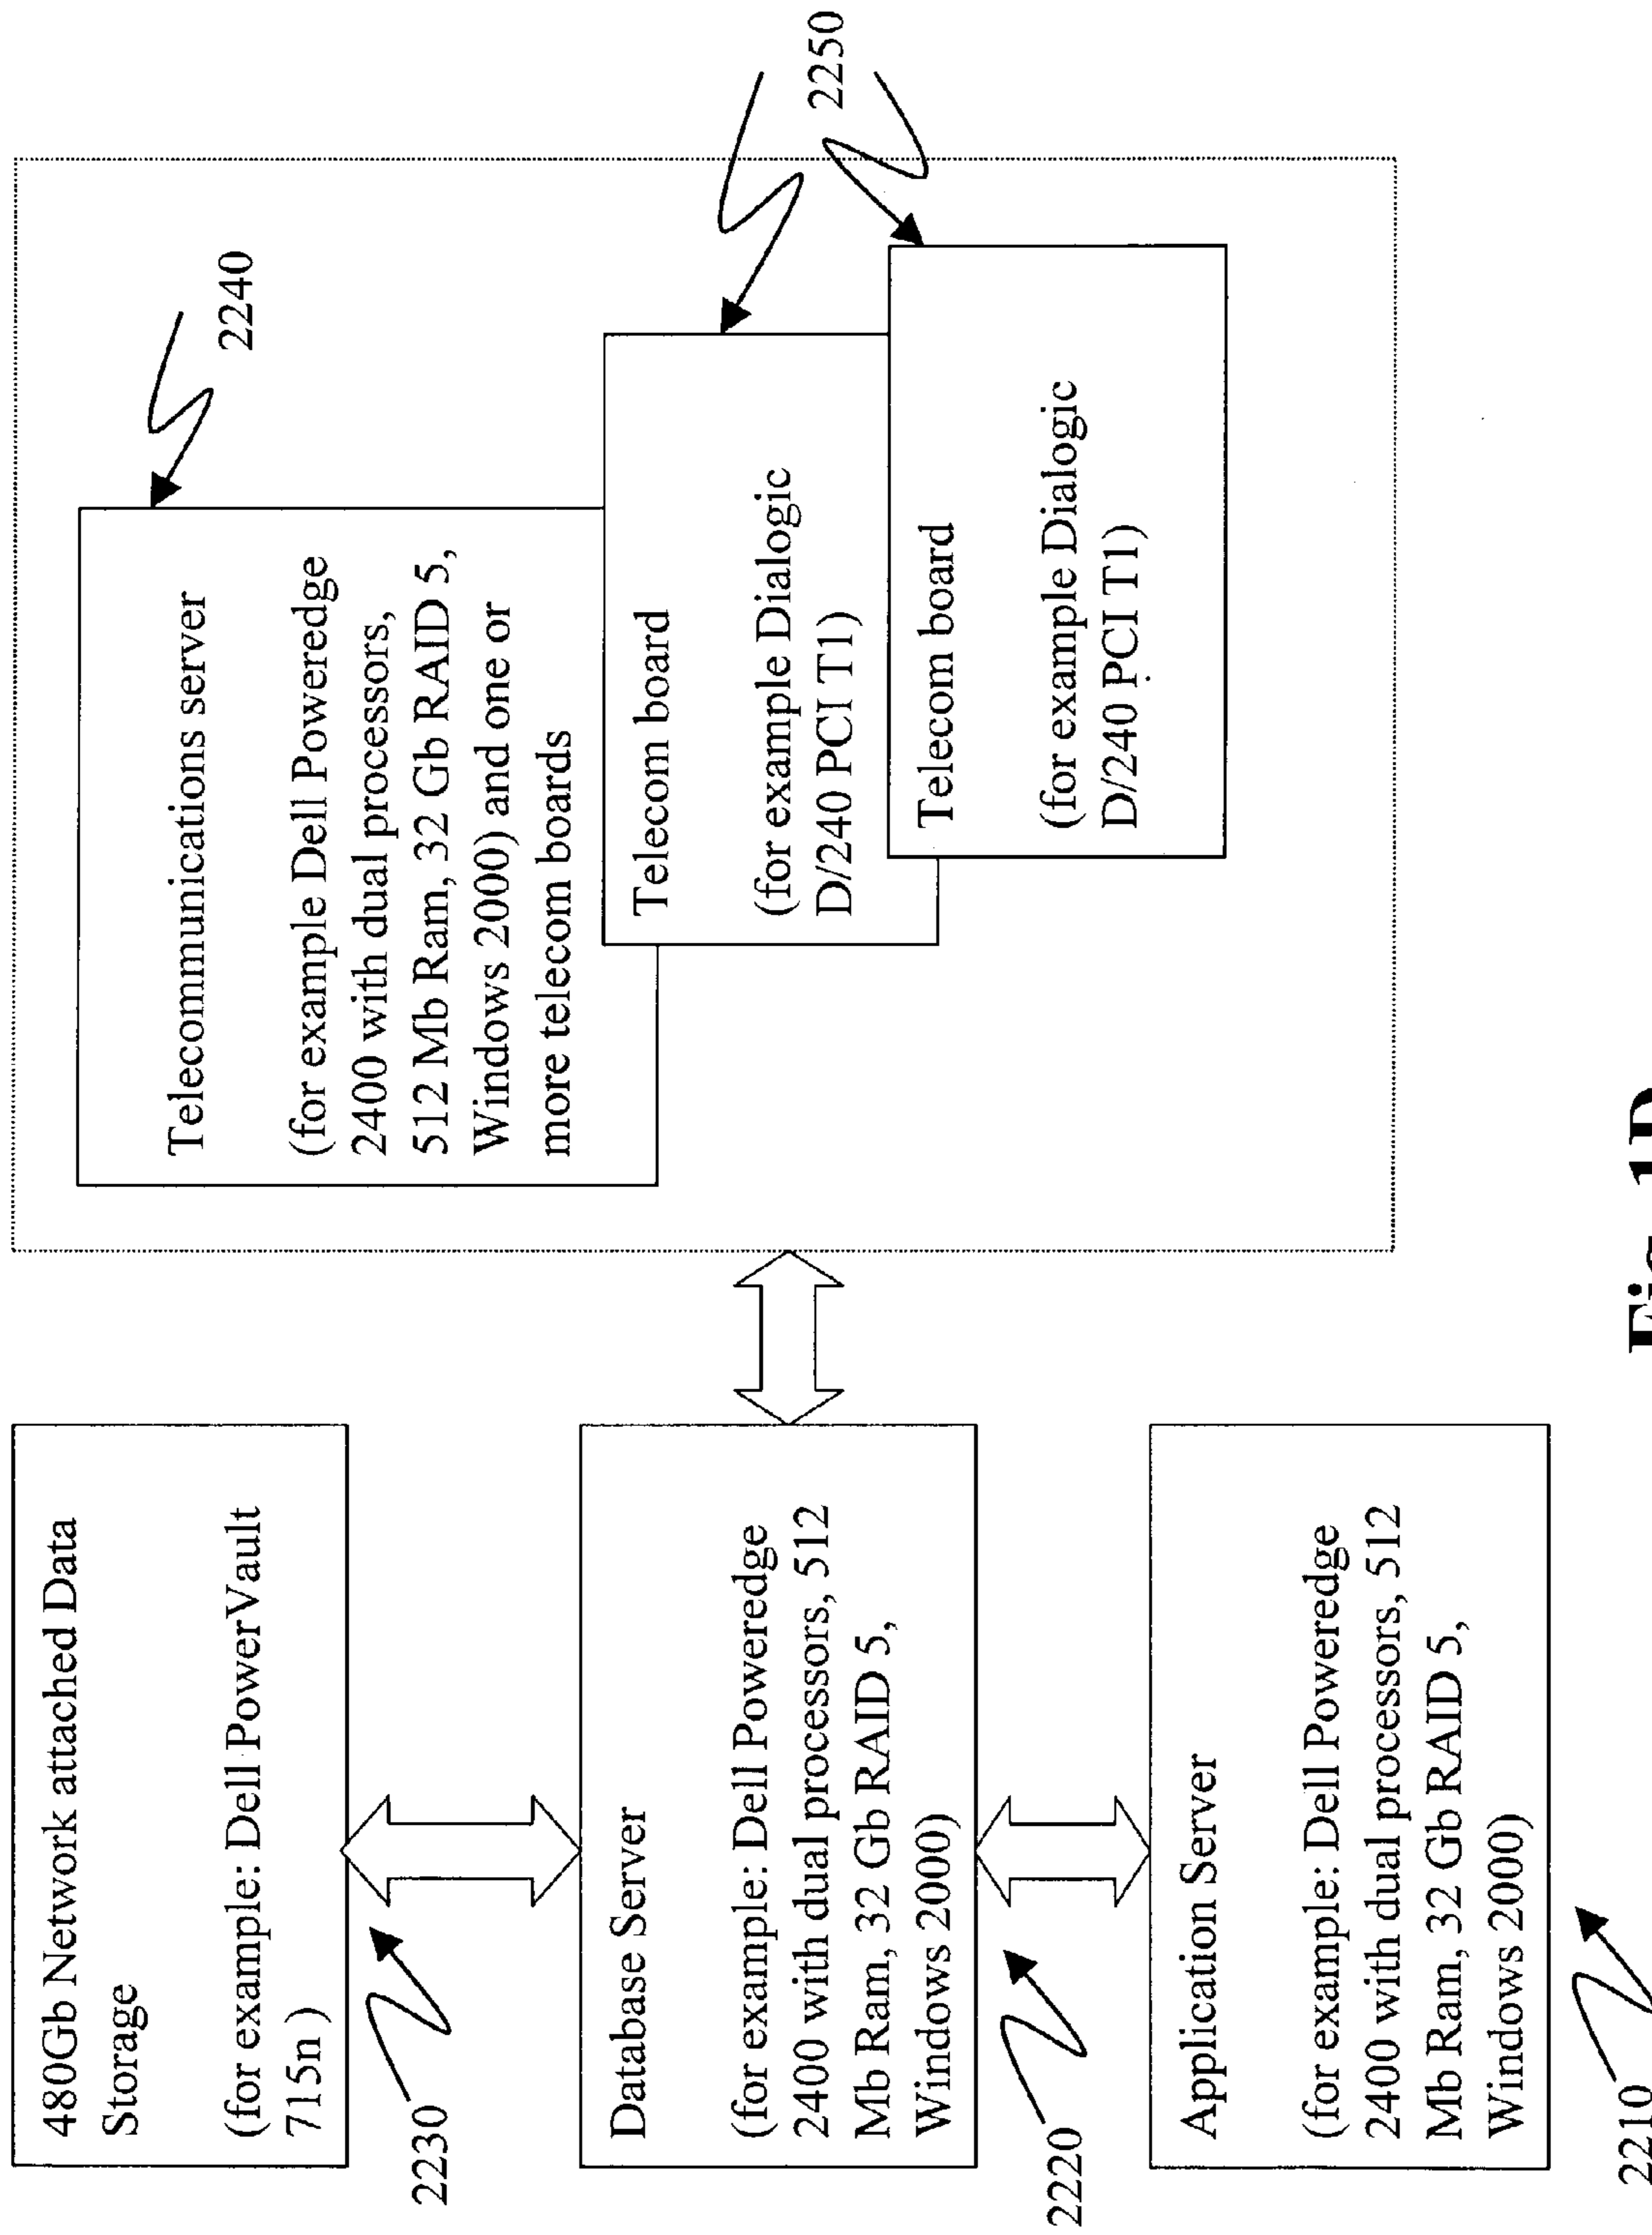 480Gb Network attached Data
Storage
(for example: Dell PowerVault
715n )
2230
Database Server
(for example: Dell Poweredge
2400 with dual processors, 512
Mb Ram, 32 Gb RAID 5,
Windows 2000)
2220
Application Server
(for example: Dell Poweredge
2400 with dual processors, 512
Mb Ram, 32 Gb RAID 5,
Windows 2000)
2210
Telecommunications server
(for example Dell Poweredge
2400 with dual processors,
512 Mb Ram, 32 Gb RAID 5,
Windows 2000) and one or
more telecom boards
2240
Telecom board
(for example Dialogic
D/240 PCI T1)
2250
Telecom board
(for example Dialogic
D/240 PCI T1)
Fig 1D